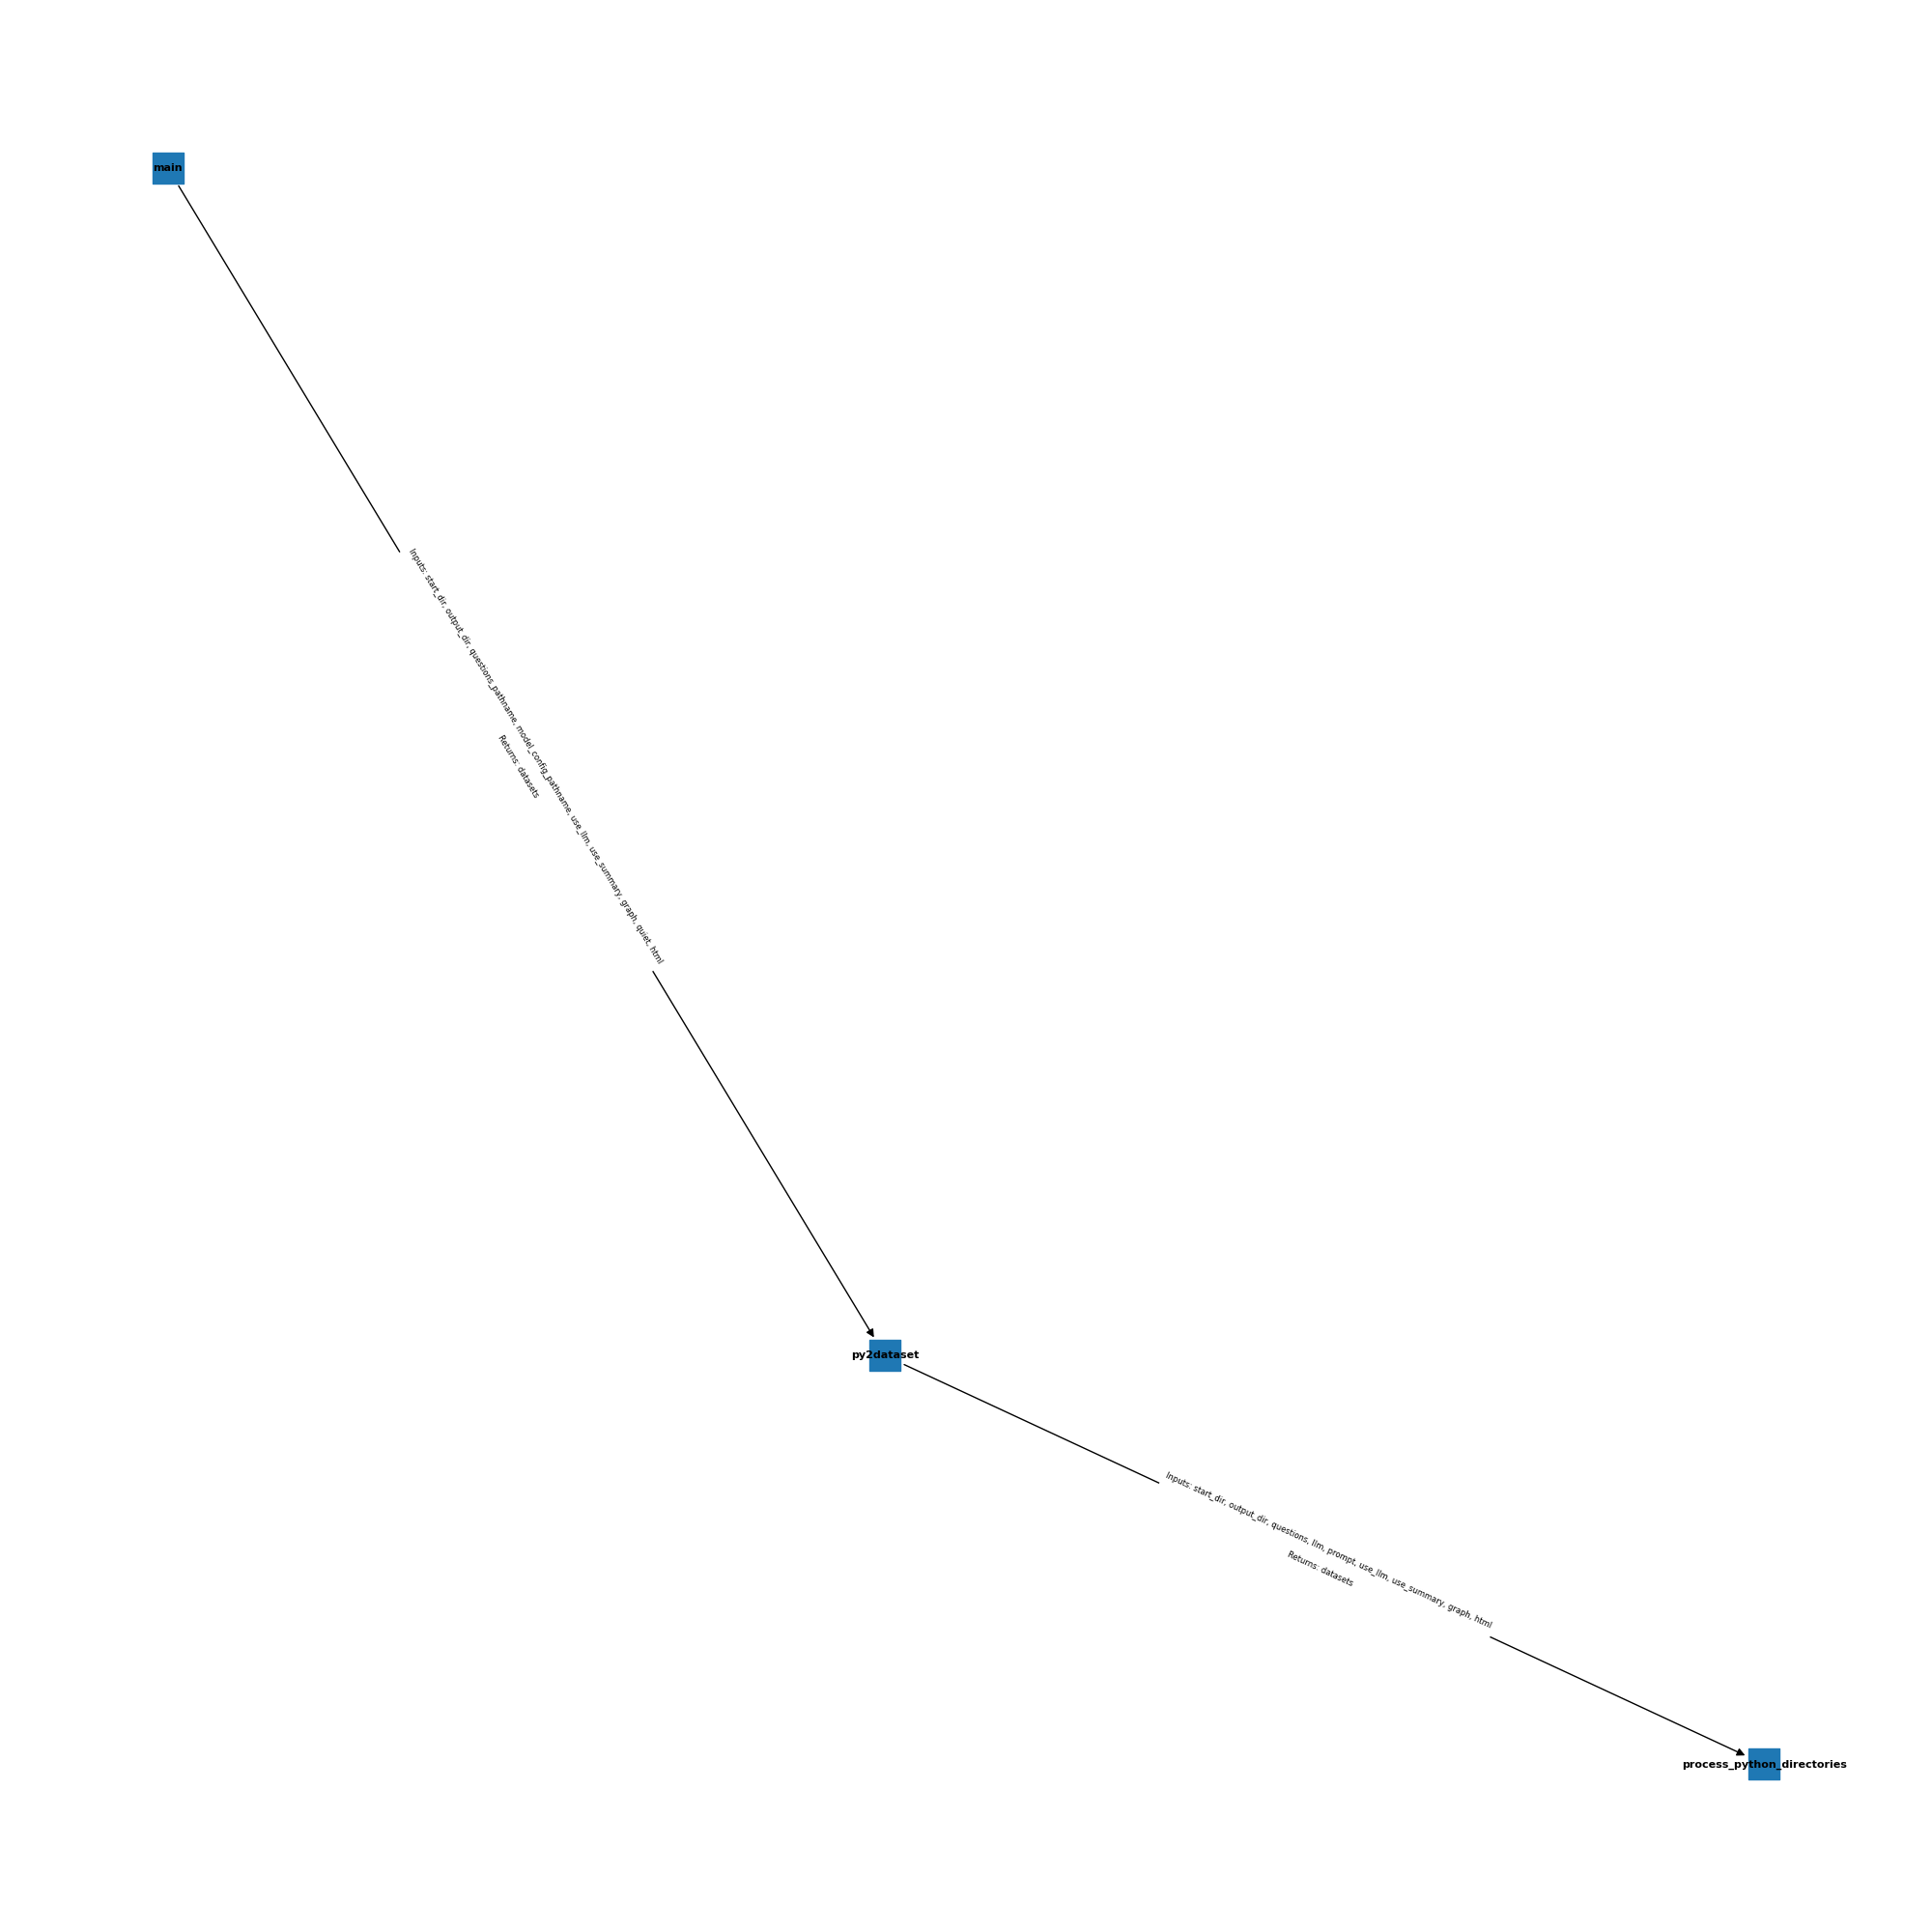 main
Inputs: start_dir, output_dir, questions_pathname, model_config_pathname, use_llm, use_summary, graph, quiet, html
Returns: datasets
py2dataset
Inputs: start_dir, output_dir, questions, llm, prompt, use_llm, use_summary, graph, html
Returns: datasets
process_python_directories